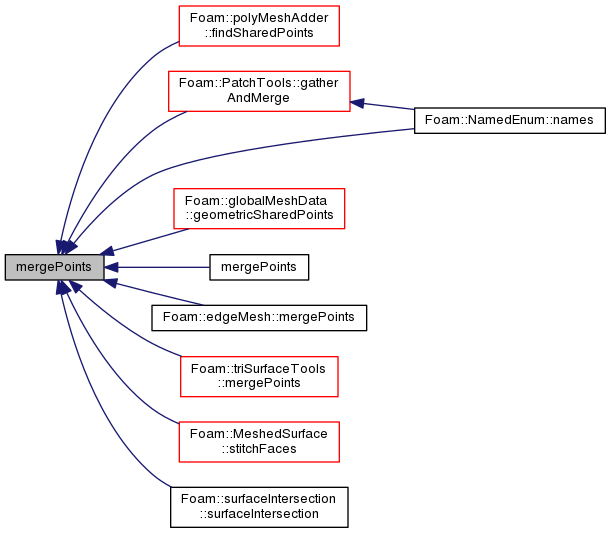 Foam::polyMeshAdder
::findSharedPoints
Foam::PatchTools::gather
AndMerge
Foam::NamedEnum::names
Foam::globalMeshData
::geometricSharedPoints
mergePoints
mergePoints
Foam::edgeMesh::mergePoints
Foam::triSurfaceTools
::mergePoints
Foam::MeshedSurface
::stitchFaces
Foam::surfaceIntersection
::surfaceIntersection